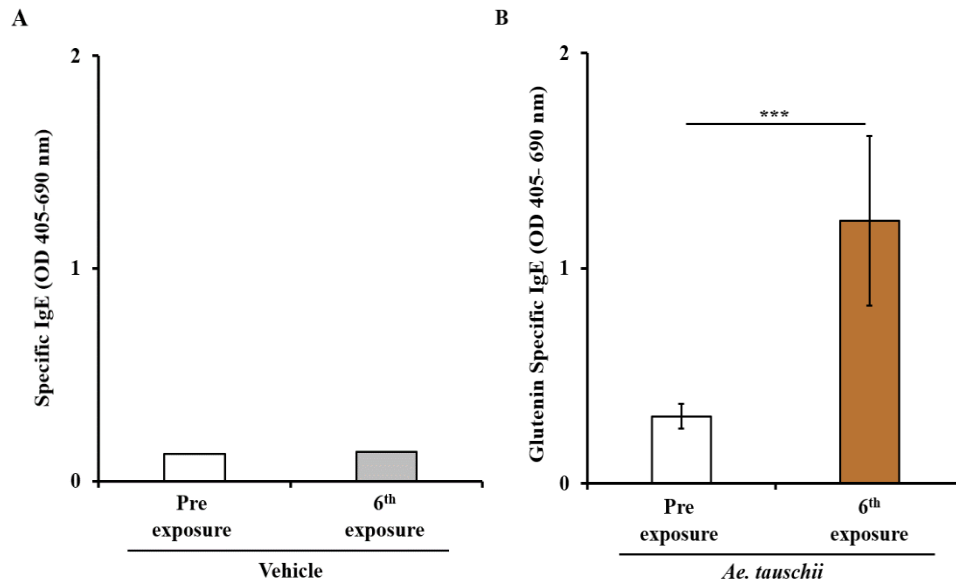 A
Specific IgE (OD 405-690 nm)
2
1
0
Pre
exposure
6th
exposure
Vehicle
B
Glutenin Specific IgE (OD 405- 690 nm)
2
1
0
***
Pre
exposure
6th
exposure
Ae. tauschii